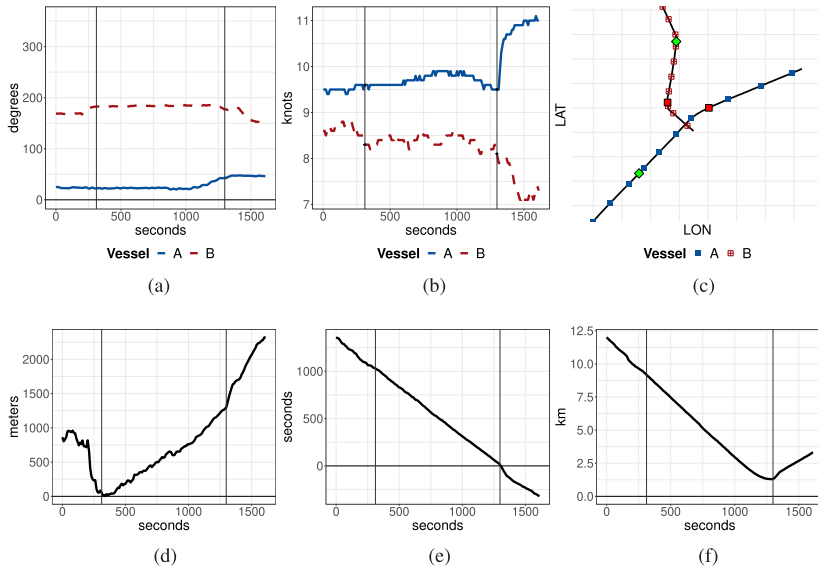 degrees
300
200
100
0
0
500
1000
1500
seconds
Vessel A B
(a)
knots
11
10
9
8
7
0
500
1000
1500
seconds
Vessel A B
(b)
LAT
LON
Vessel A B
(c)
meters
2000
1500
1000
500
0
0
500
1000
1500
seconds
(d)
seconds
1000
500
0
0
500
1000
1500
seconds
(e)
km
12.5
10.0
7.5
5.0
2.5
0.0
0
500
1000
1500
seconds
(f)